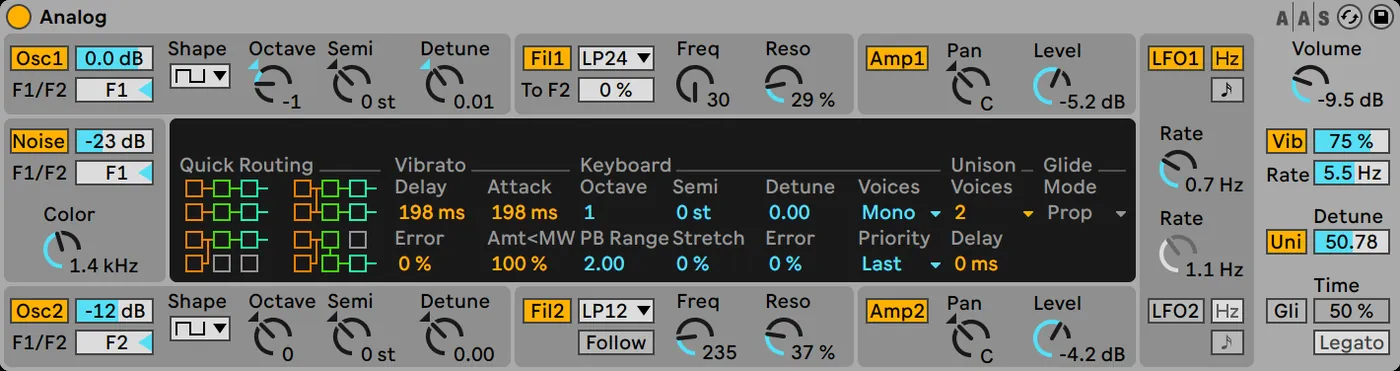 Analog
AAS
Osc1 0.0 dB Shape Octave Semi Detune
F1/F2 F1 -1 0 st 0.01
Fil1 LP24 Freq Reso
To F2 0 % 30 29 %
Amp1 Pan Level
C -5.2 dB
LFO1 Hz
Volume
-9.5 dB
Noise -23 dB
F1/F2 F1
Color
1.4 kHz
Quick Routing
Vibrato
Delay Attack
198 ms 198 ms
Error Amt<MW
0 % 100 %
Keyboard
Octave Semi Detune Voices
1 0 st 0.00 Mono
PB Range Stretch Error Priority
2.00 0 % 0 % Last
Unison
Voices
2
Delay
0 ms
Glide
Mode
Prop
Rate
0.7 Hz
Rate
1.1 Hz
Vib 75 %
Rate 5.5 Hz
Detune
Uni 50.78
Time
Gli 50 %
Legato
Osc2 -12 dB Shape Octave Semi Detune
F1/F2 F2 0 0 st 0.00
Fil2 LP12 Freq Reso
Follow 235 37 %
Amp2 Pan Level
C -4.2 dB
LFO2 Hz